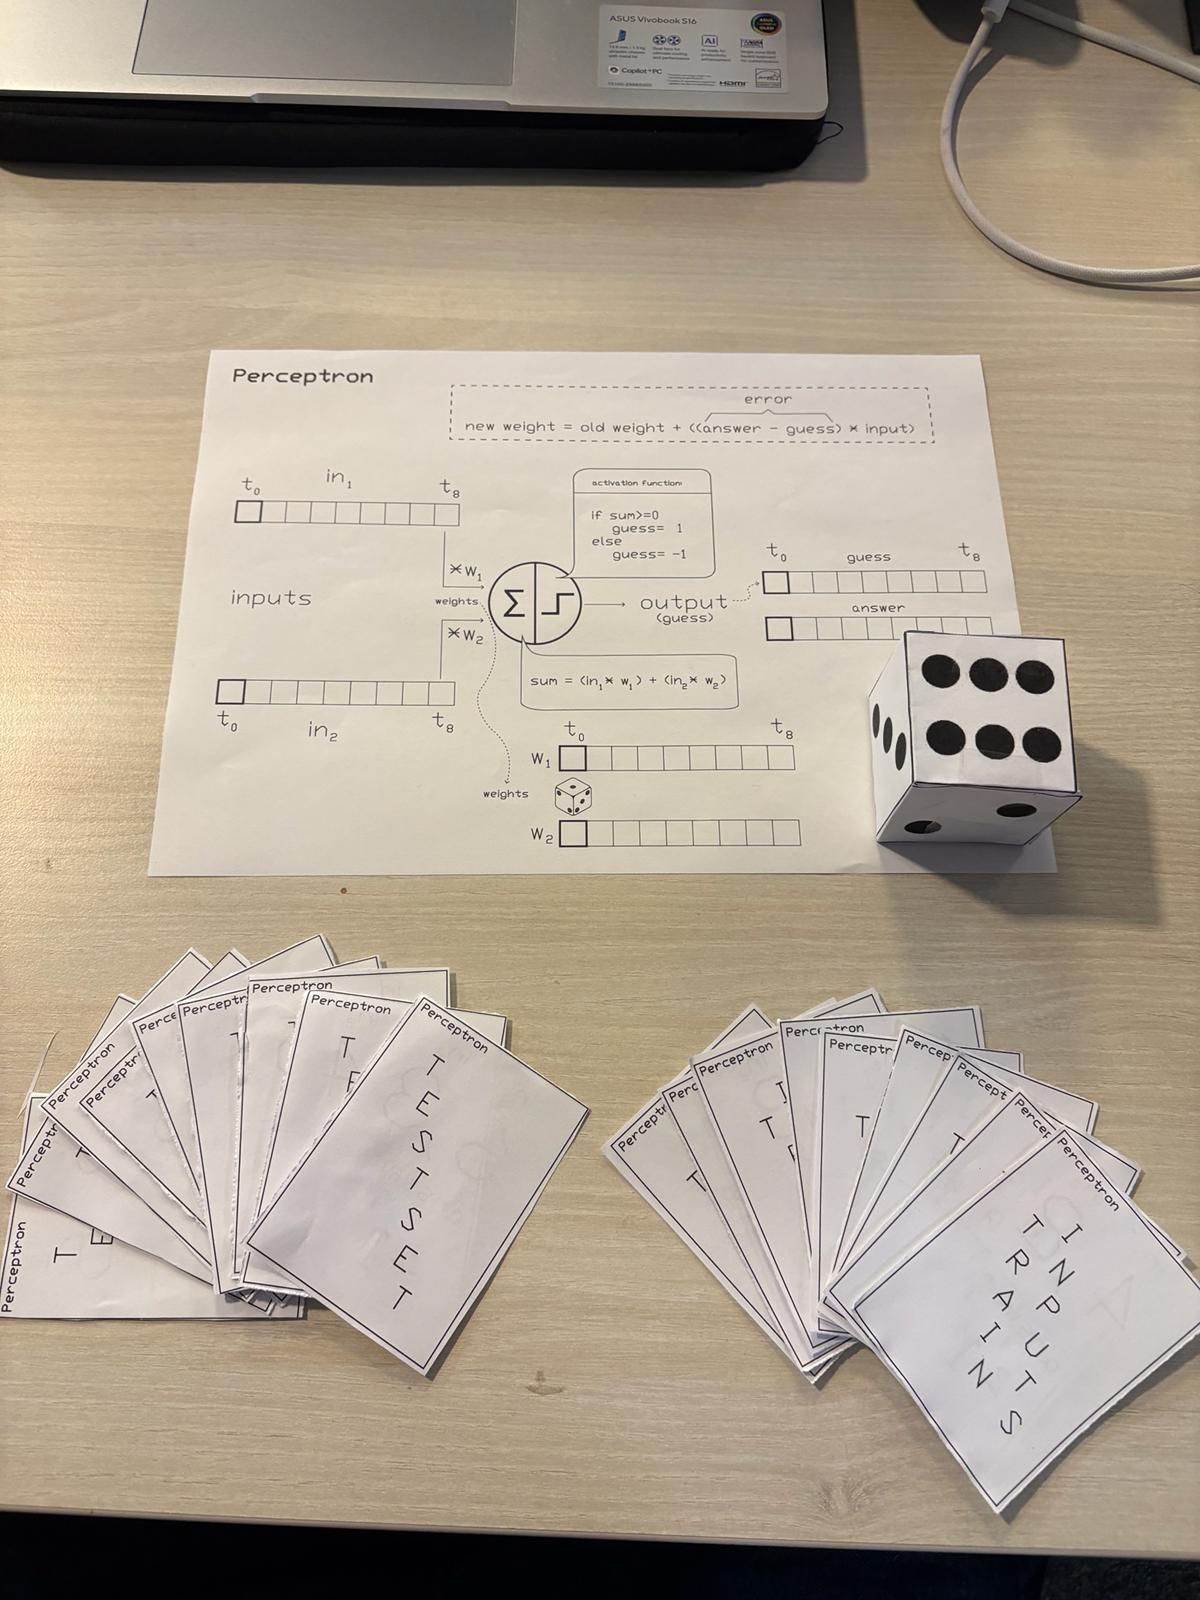 ASUS Vivobook S16
AI
Copilot+PC
HDMI
Perceptron
error
new weight = old weight + ((answer - guess) * input)
t0 in1 t8
activation function:
if sum>=0
guess= 1
else
guess= -1
*W1
inputs
weights
*W2
Σ
output
(guess)
t0 guess t8
answer
sum = (in1* w1) + (in2* w2)
t0 in2 t8
t0 t8
W1
weights
W2
Perceptron
TESTSET
Perceptron
Perceptron
Perceptron
Perceptron
Perceptron
INPUTS
TRAIN
Perceptron
Perceptron